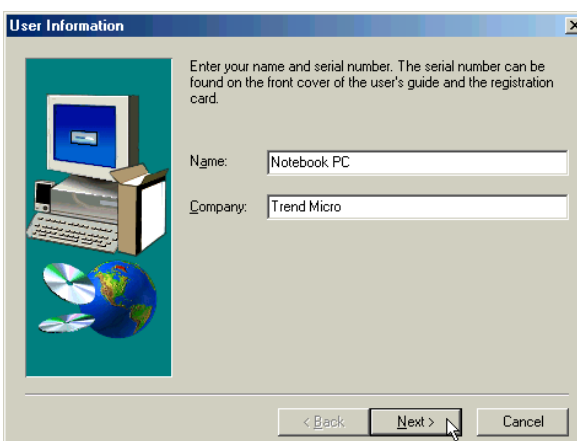 User Information
Enter your name and serial number. The serial number can be
found on the front cover of the user's guide and the registration
card.
Name: Notebook PC
Company: Trend Micro
< Back Next > Cancel